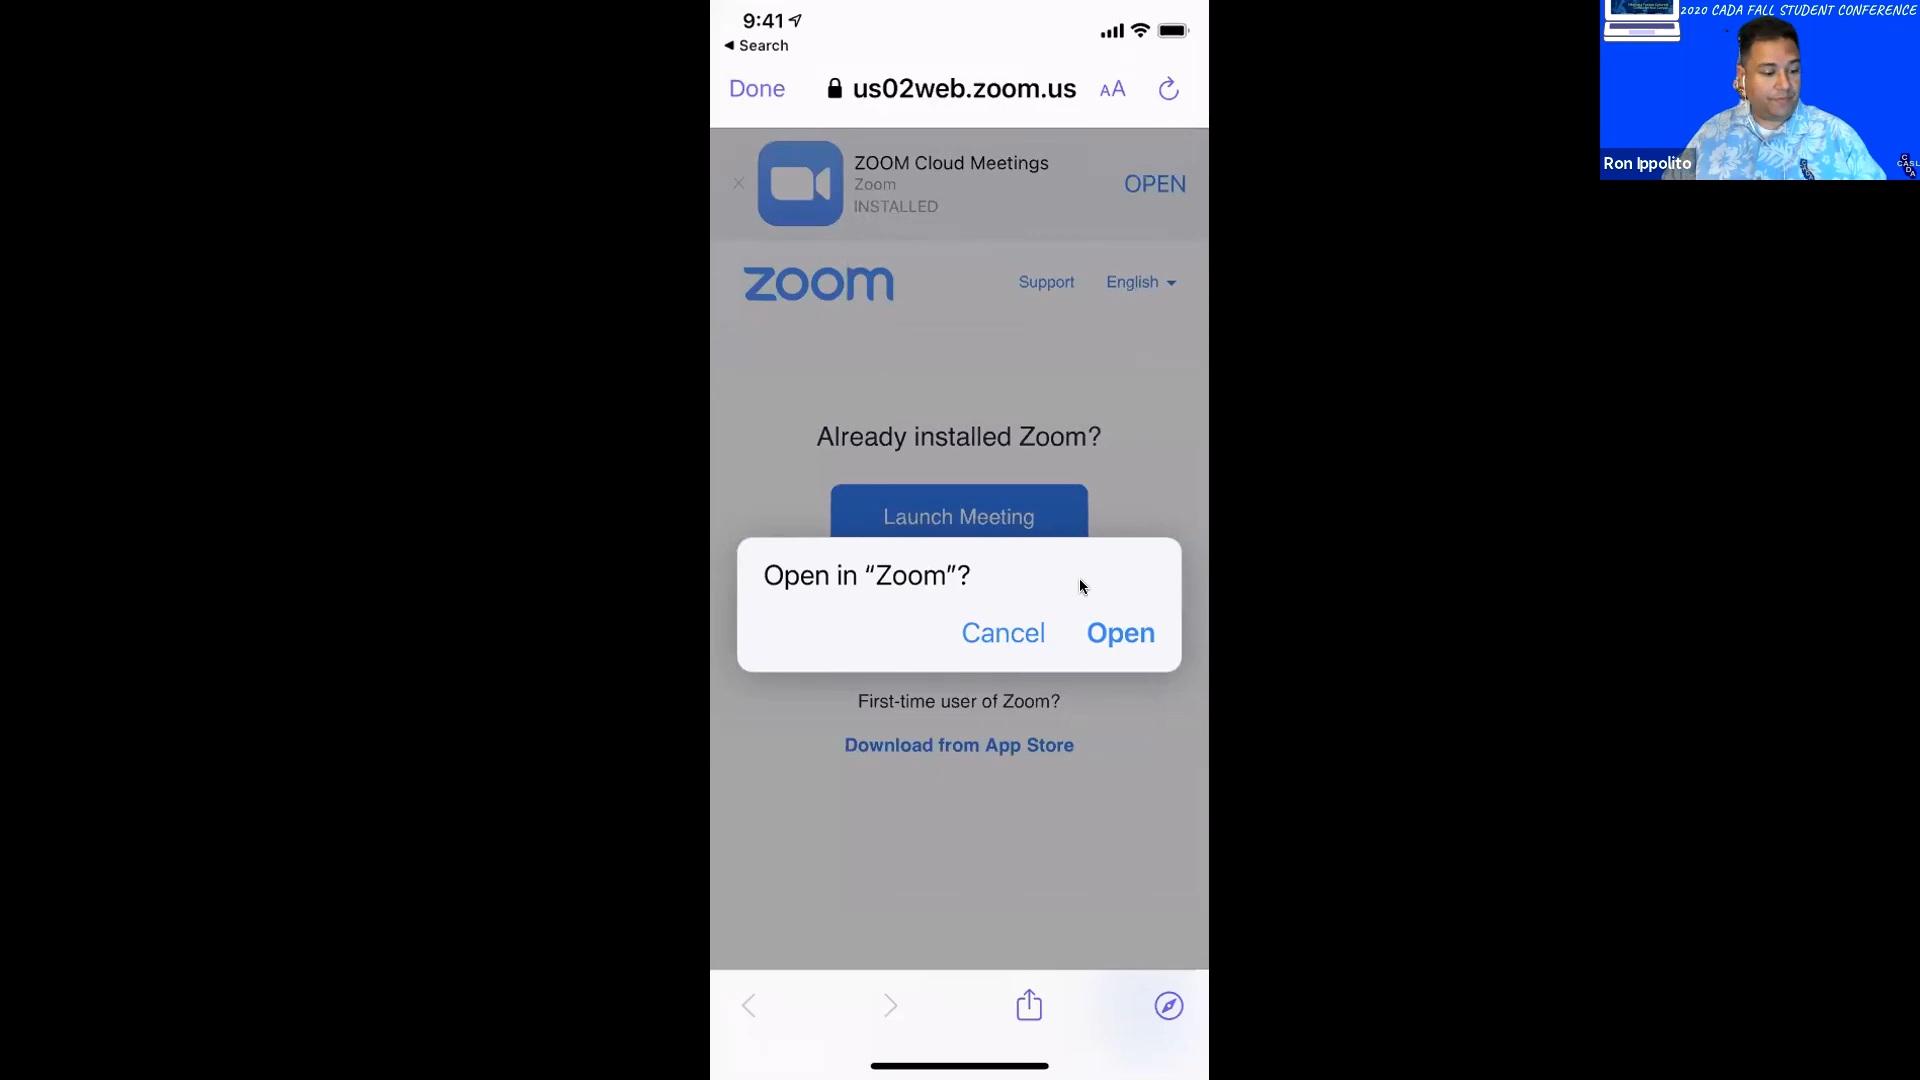 9:41
Search
Done
us02web.zoom.us
AA
ZOOM Cloud Meetings
Zoom
INSTALLED
OPEN
zoom
Support
English
Already installed Zoom?
Launch Meeting
Open in “Zoom”?
Cancel
Open
First-time user of Zoom?
Download from App Store
2020 CADA FALL STUDENT CONFERENCE
Ron Ippolito